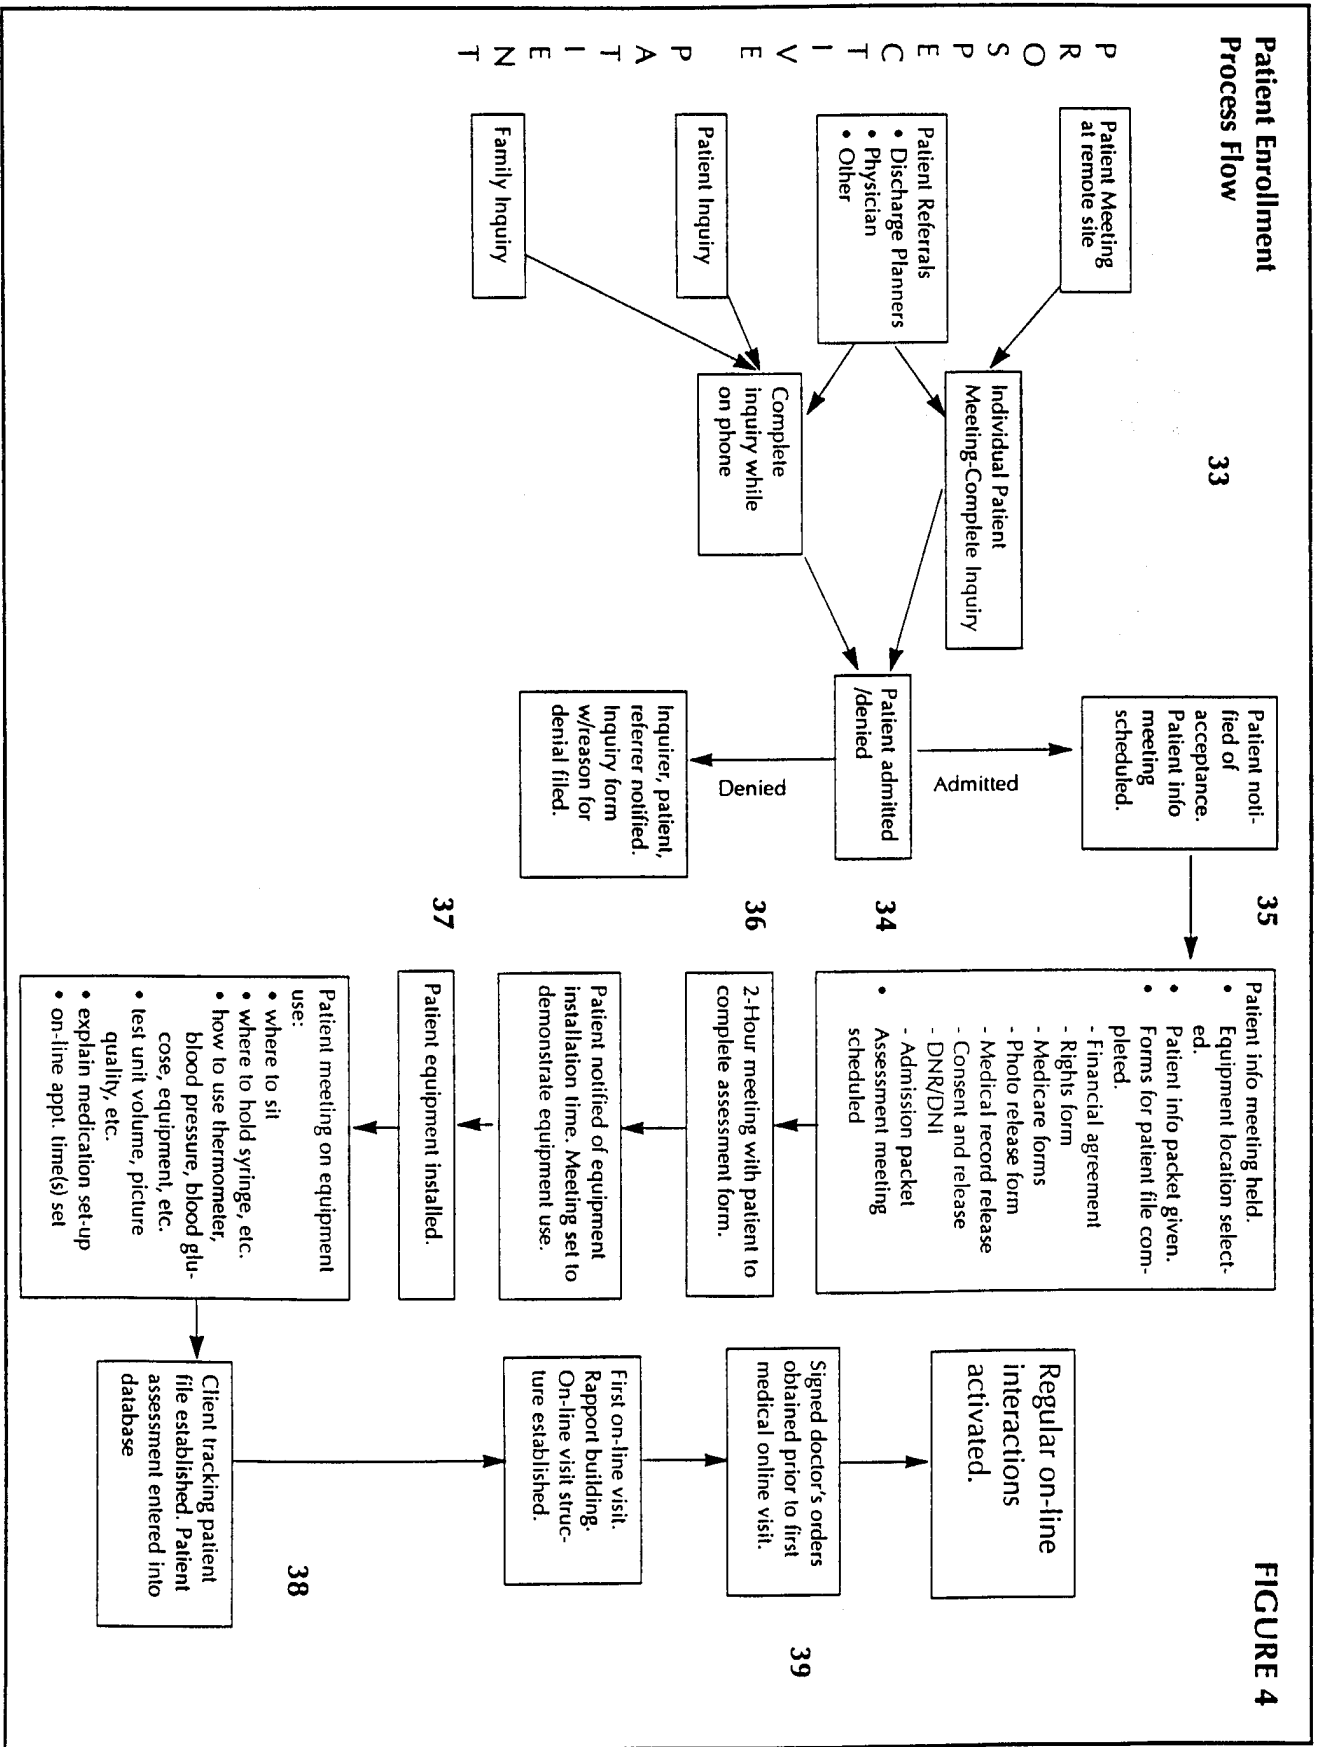 Patient Enrollment
Process Flow
FIGURE 4
33
PROSPECTIVE PATIENT
Patient Meeting
at remote site
Patient Referrals
• Discharge Planners
• Physician
• Other
Patient Inquiry
Family Inquiry
Individual Patient
Meeting-Complete Inquiry
Complete
inquiry while
on phone
Patient admitted
/denied
34
Admitted
Denied
Inquirer, patient,
referrer notified.
Inquiry form
w/reason for
denial filed.
Patient noti-
fied of
acceptance.
Patient info
meeting
scheduled.
35
Patient info meeting held.
• Equipment location select-
ed.
• Patient info packet given.
• Forms for patient file com-
pleted.
- Financial agreement
- Rights form
- Medicare forms
- Photo release form
- Medical record release
- Consent and release
- DNR/DNI
- Admission packet
• Assessment meeting
scheduled
36
2-Hour meeting with patient to
complete assessment form.
Patient notified of equipment
installation time. Meeting set to
demonstrate equipment use.
37
Patient equipment installed.
Patient meeting on equipment
use:
• where to sit
• where to hold syringe, etc.
• how to use thermometer,
blood pressure, blood glu-
cose, equipment, etc.
• test unit volume, picture
quality, etc.
• explain medication set-up
• on-line appt. time(s) set
Client tracking patient
file established. Patient
assessment entered into
database
38
First on-line visit.
Rapport building.
On-line visit struc-
ture established.
Signed doctor's orders
obtained prior to first
medical online visit.
39
Regular on-line
interactions
activated.